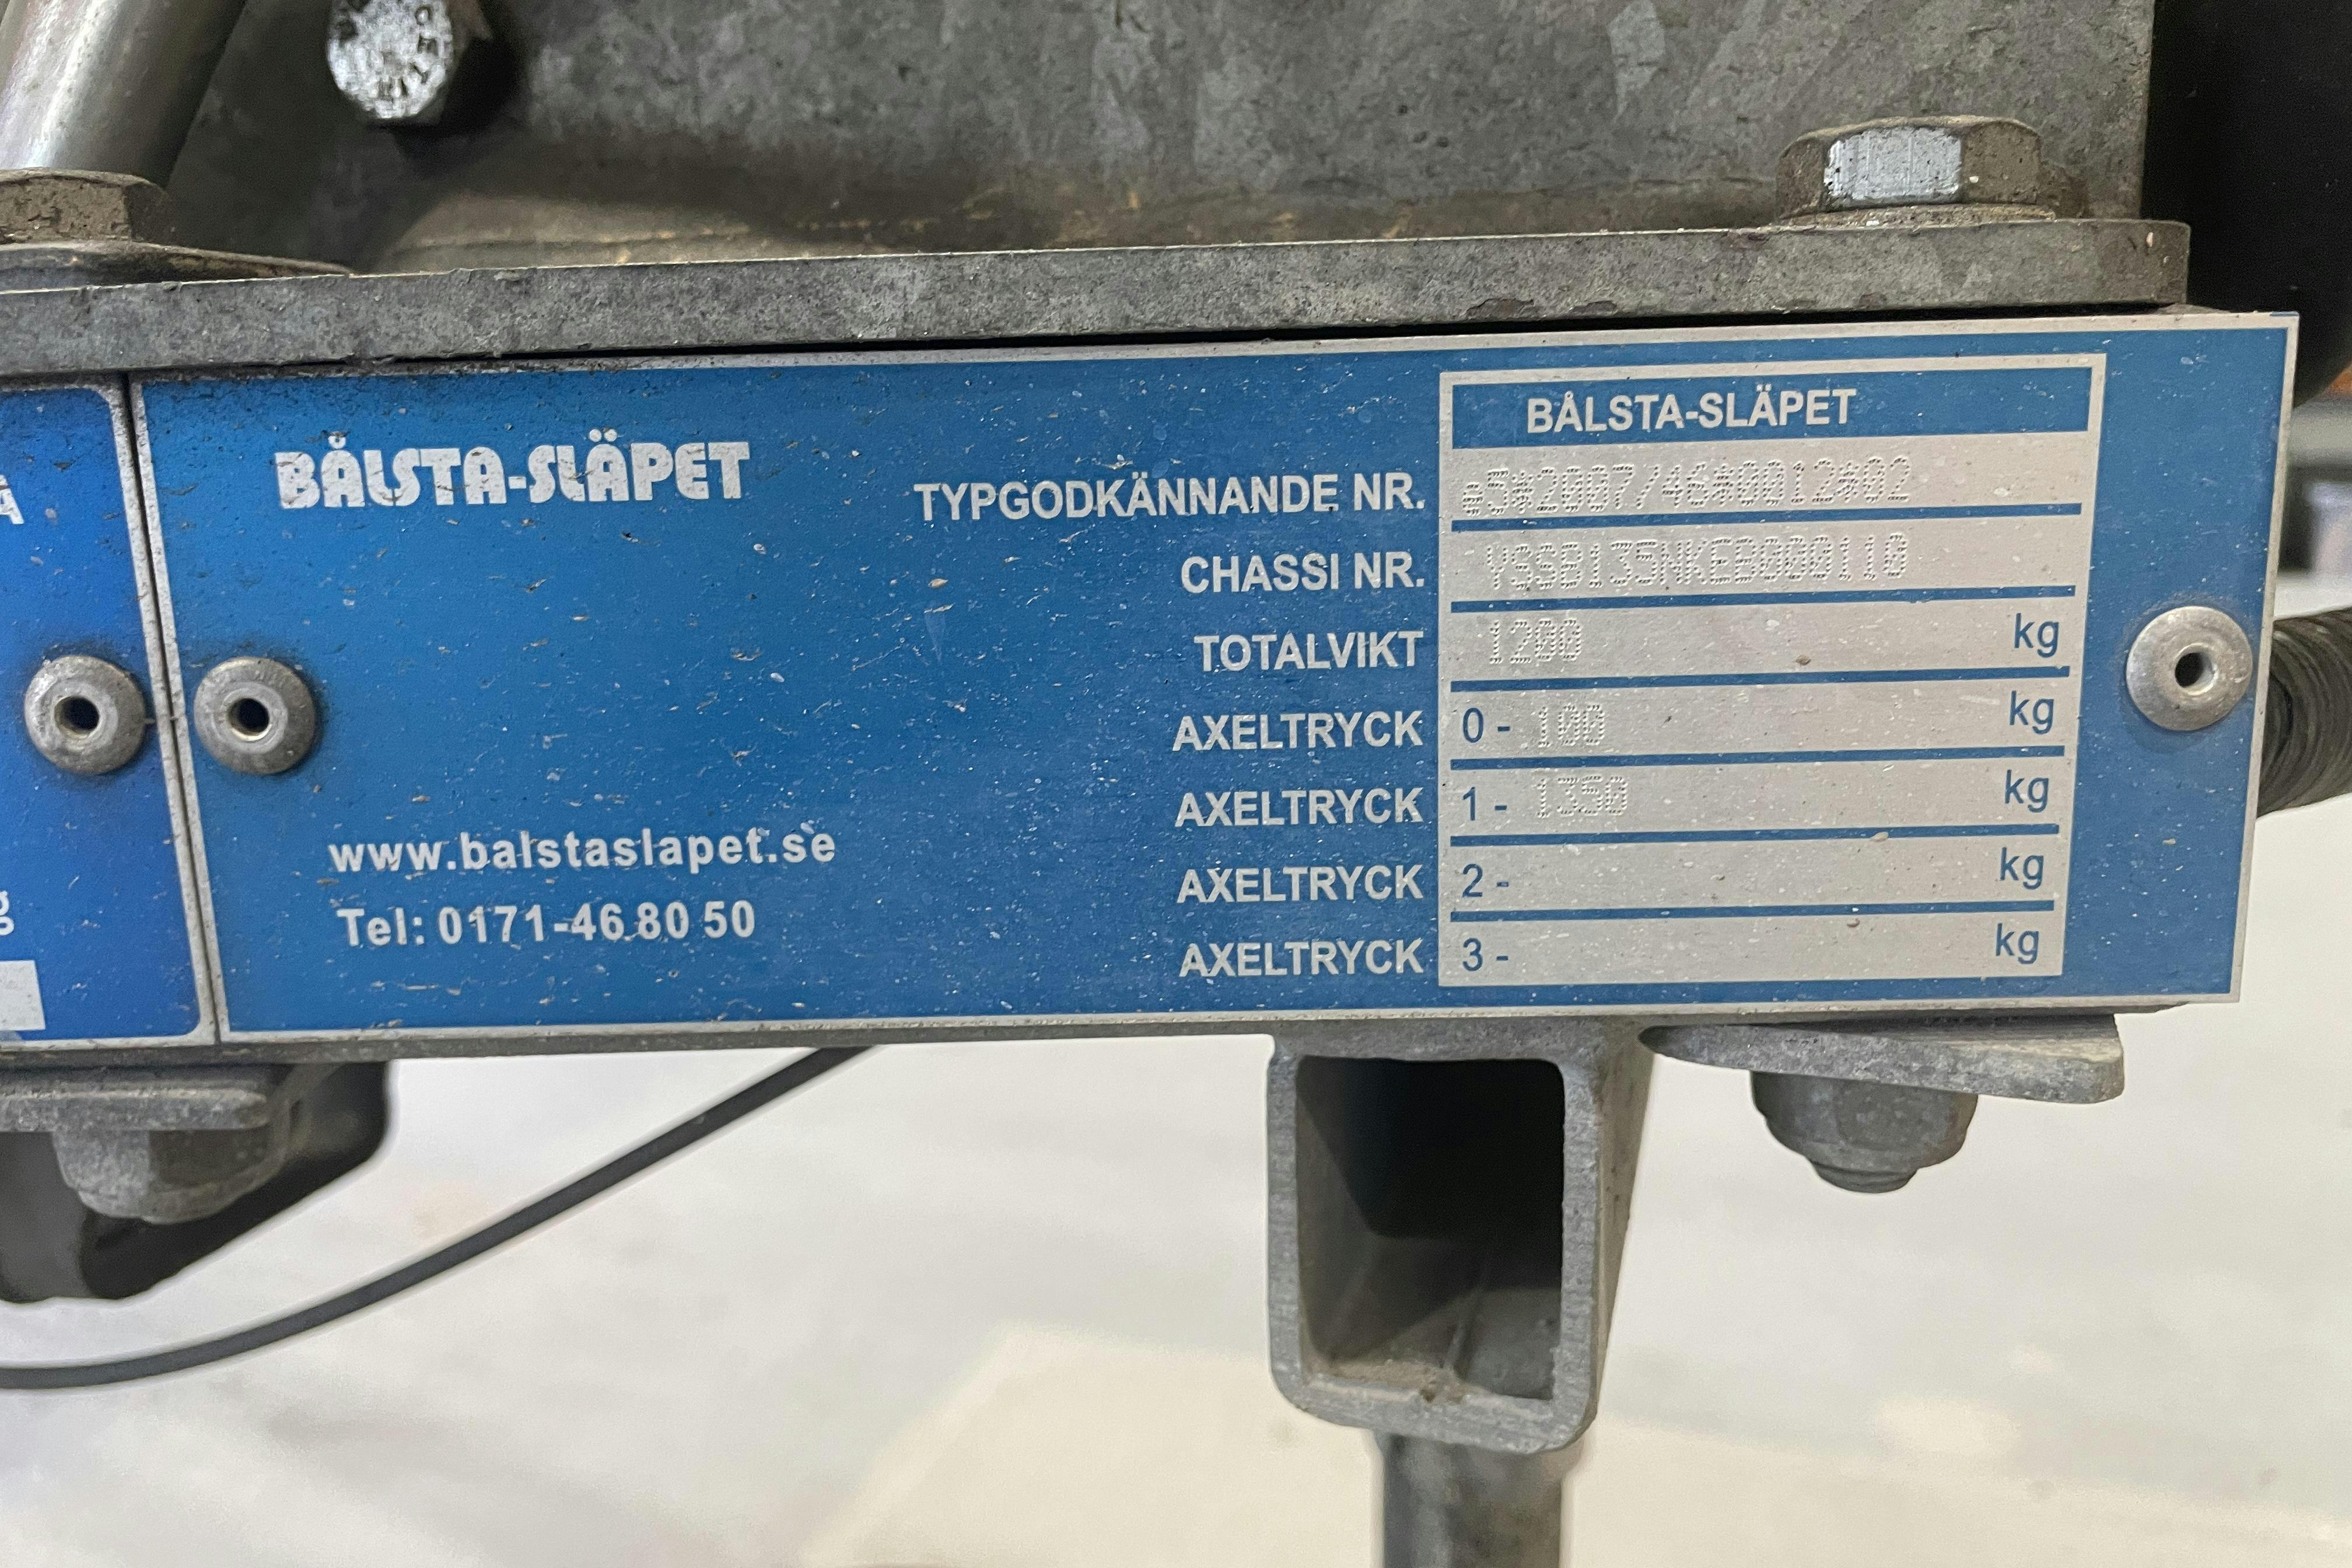 BÅLSTA-SLÄPET
www.balstaslapet.se
Tel: 0171-46 80 50
BÅLSTA-SLÄPET
TYPGODKÄNNANDE NR. e5*2007/46*0012*02
CHASSI NR. YSSB135NKEB000110
TOTALVIKT 1200 kg
AXELTRYCK 0 - 100 kg
AXELTRYCK 1 - 1350 kg
AXELTRYCK 2 - kg
AXELTRYCK 3 - kg